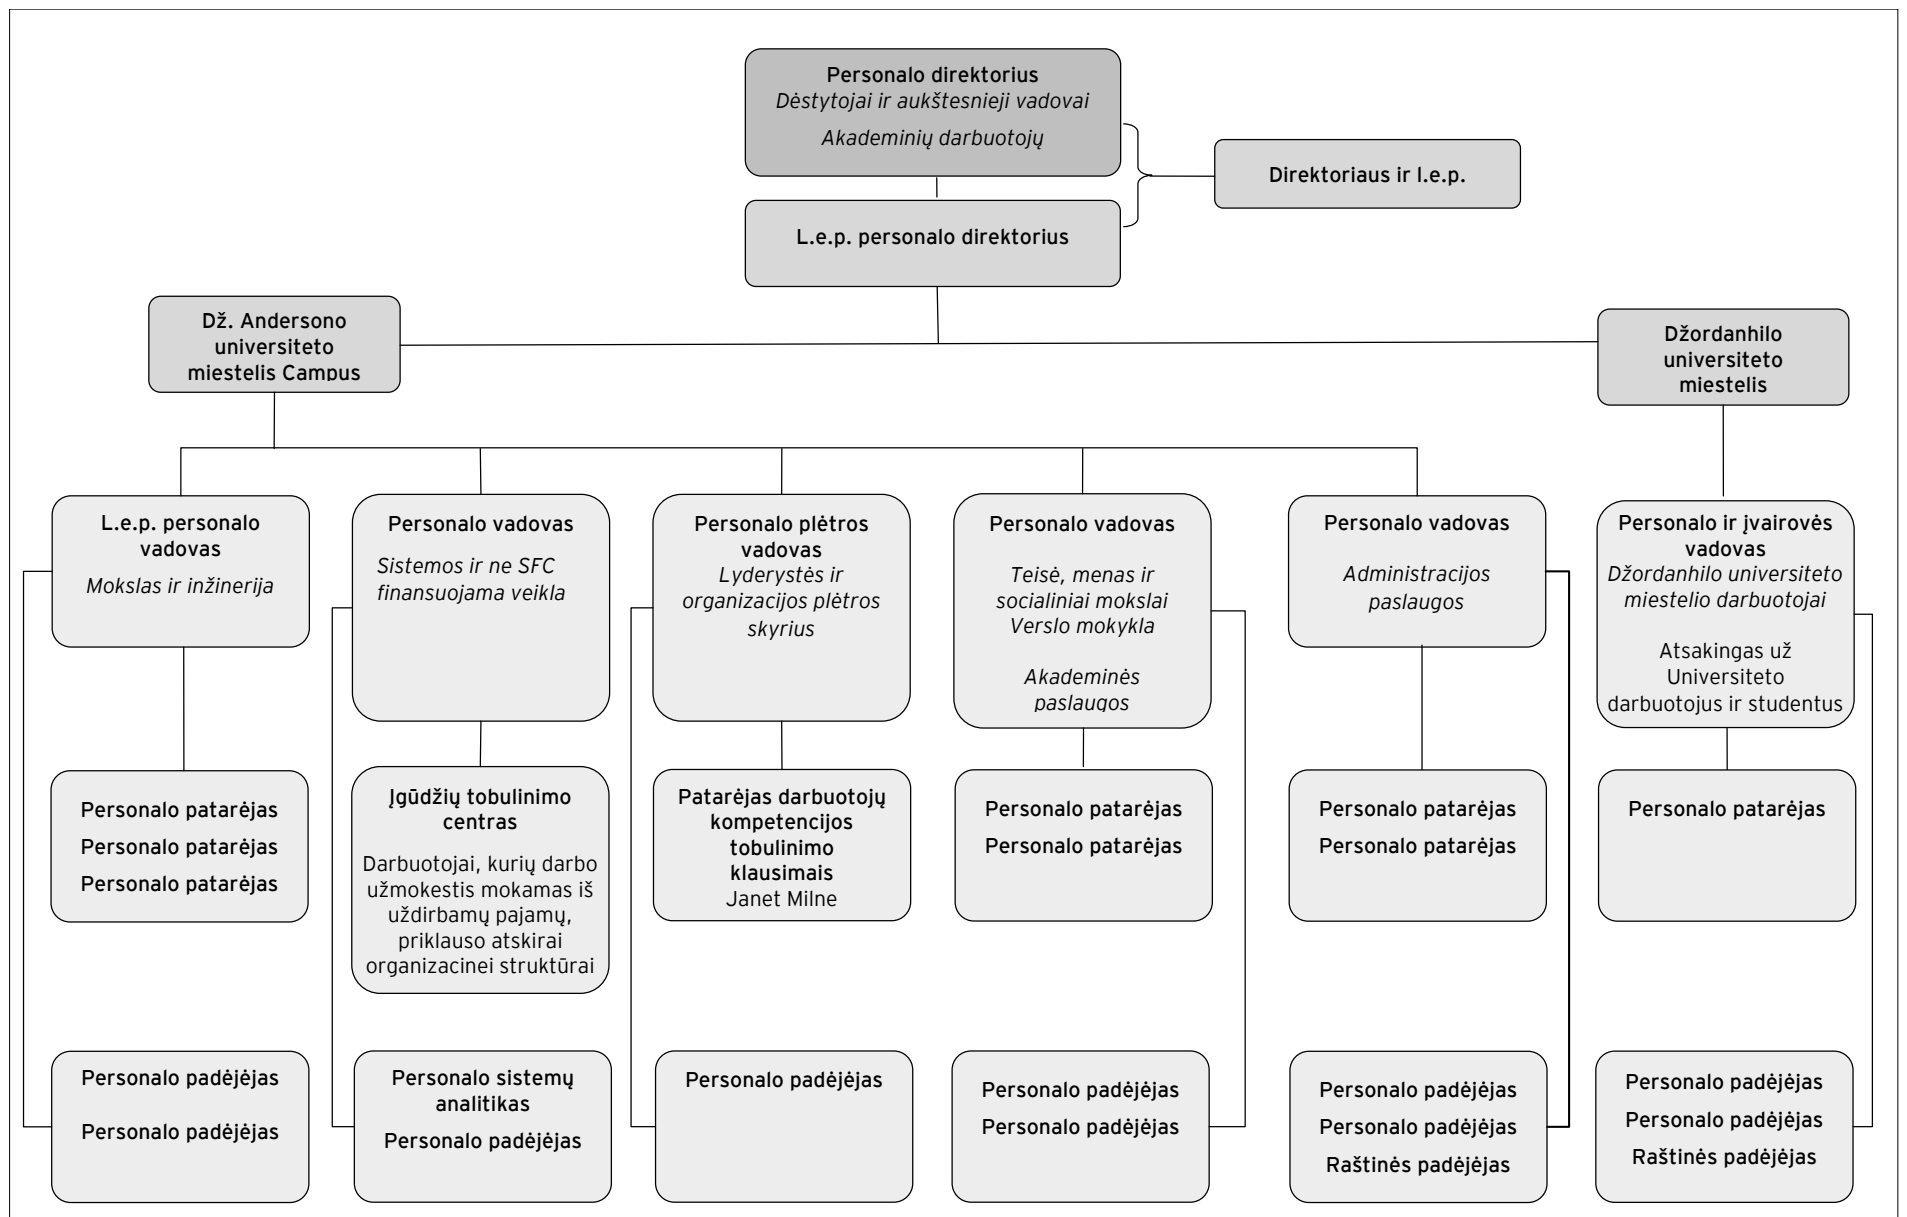 Personalo direktorius
Dėstytojai ir aukštesnieji vadovai
Akademinių darbuotojų
Direktoriaus ir l.e.p.
L.e.p. personalo direktorius
Dž. Andersono
universiteto
miestelis Campus
Džordanhilo
universiteto
miestelis
L.e.p. personalo
vadovas
Mokslas ir inžinerija
Personalo vadovas
Sistemos ir ne SFC
finansuojama veikla
Personalo plėtros
vadovas
Lyderystės ir
organizacijos plėtros
skyrius
Personalo vadovas
Teisė, menas ir
socialiniai mokslai
Verslo mokykla
Akademinės
paslaugos
Personalo vadovas
Administracijos
paslaugos
Personalo ir įvairovės
vadovas
Džordanhilo universiteto
miestelio darbuotojai
Atsakingas už
Universiteto
darbuotojus ir studentus
Personalo patarėjas
Personalo patarėjas
Personalo patarėjas
Įgūdžių tobulinimo
centras
Darbuotojai, kurių darbo
užmokestis mokamas iš
uždirbamų pajamų,
priklauso atskirai
organizacinei struktūrai
Patarėjas darbuotojų
kompetencijos
tobulinimo
klausimais
Janet Milne
Personalo patarėjas
Personalo patarėjas
Personalo patarėjas
Personalo patarėjas
Personalo patarėjas
Personalo padėjėjas
Personalo padėjėjas
Personalo sistemų
analitikas
Personalo padėjėjas
Personalo padėjėjas
Personalo padėjėjas
Personalo padėjėjas
Personalo padėjėjas
Personalo padėjėjas
Raštinės padėjėjas
Personalo padėjėjas
Personalo padėjėjas
Raštinės padėjėjas